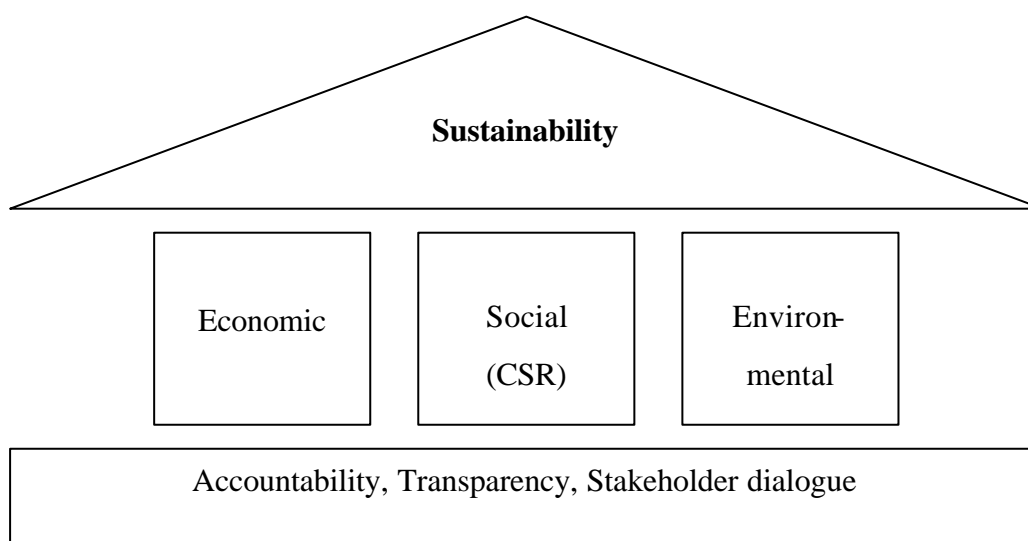 Sustainability
Economic
Social
(CSR)
Environ-
mental
Accountability, Transparency, Stakeholder dialogue